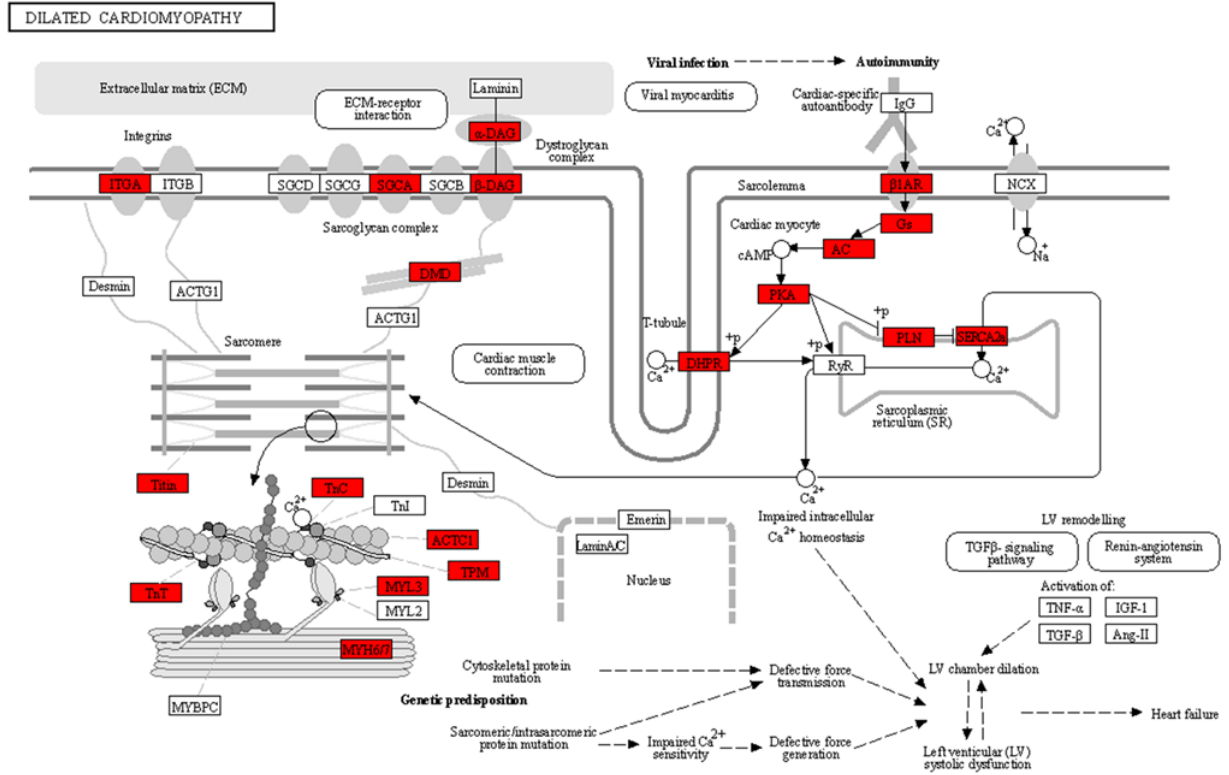 DILATED CARDIOMYOPATHY
Viral infection
Autoimmunity
Extracellular matrix (ECM)
ECM-receptor
interaction
Laminin
Viral myocarditis
Cardiac-specific
autoantibody
IgG
Ca2+
Integrins
α-DAG
Dystroglycan
complex
ITGA
ITGB
SGCD
SGCG
SGCA
SGCB
β-DAG
Sarcolemma
β1AR
NCX
Sarcoglycan complex
Cardiac myocyte
Gs
AC
cAMP
Na+
Desmin
ACTG1
DMD
PKA
ACTG1
T-tubule
+p
+p
+p
PLN
SERCA2a
Sarcomere
Cardiac muscle
contraction
Ca2+
DHPR
RyR
Ca2+
Sarcoplasmic
reticulum (SR)
Titin
TnC
Ca2+
TnI
Desmin
Ca2+
Emerin
LaminA/C
Nucleus
Impaired intracellular
Ca2+ homeostasis
LV remodelling
TGFβ- signaling
pathway
Renin-angiotensin
system
ACTC1
TPM
TnT
MYL3
MYL2
Activation of:
TNF-α
IGF-1
TGF-β
Ang-II
MYH6/7
MYBPC
Cytoskeletal protein
mutation
Defective force
transmission
LV chamber dilation
Genetic predisposition
Heart failure
Sarcomeric/intrasarcomeric
protein mutation
Impaired Ca2+
sensitivity
Defective force
generation
Left venticular (LV)
systolic dysfunction